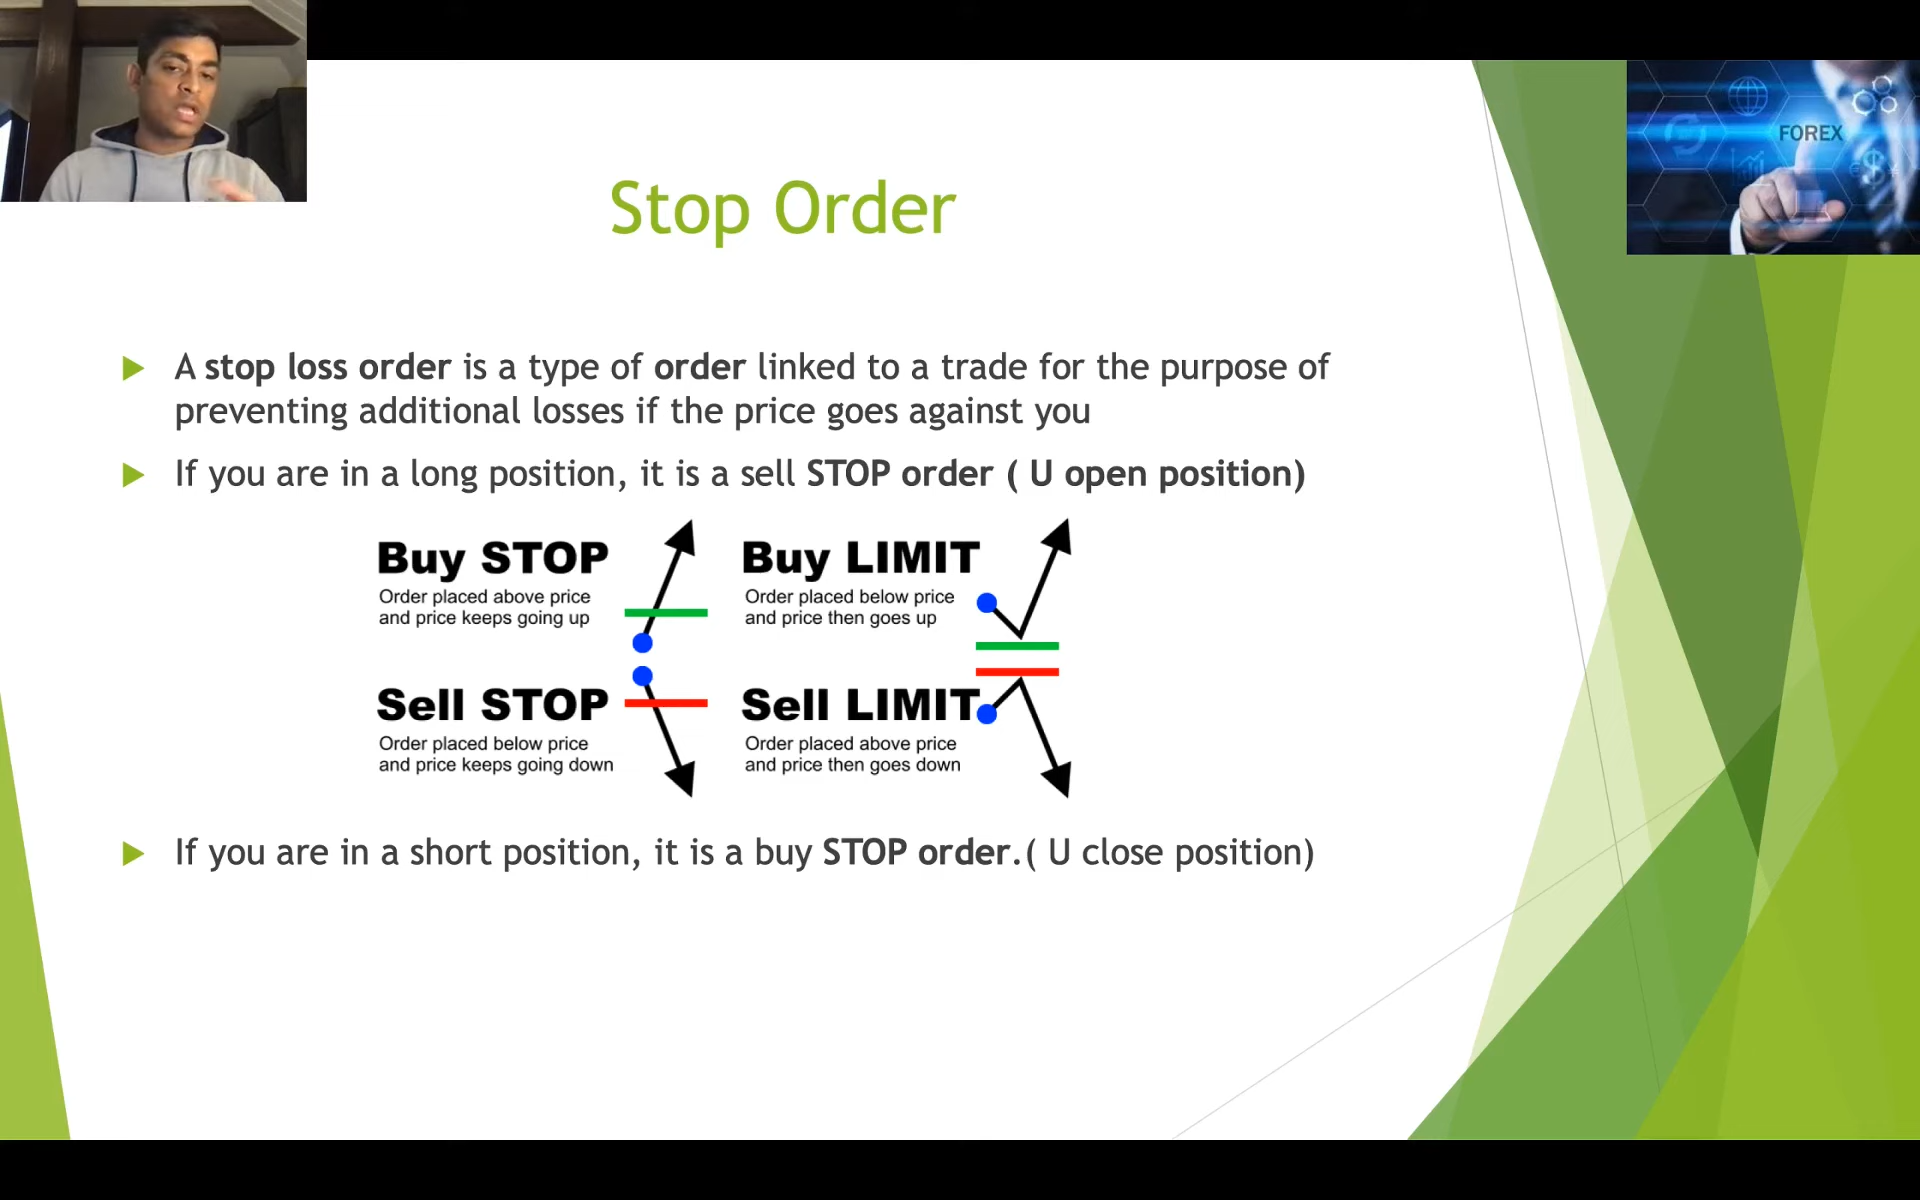 FOREX
Stop Order
A stop loss order is a type of order linked to a trade for the purpose of
preventing additional losses if the price goes against you
If you are in a long position, it is a sell STOP order ( U open position)
Buy STOP
Order placed above price
and price keeps going up
Buy LIMIT
Order placed below price
and price then goes up
Sell STOP
Order placed below price
and price keeps going down
Sell LIMIT
Order placed above price
and price then goes down
If you are in a short position, it is a buy STOP order.( U close position)